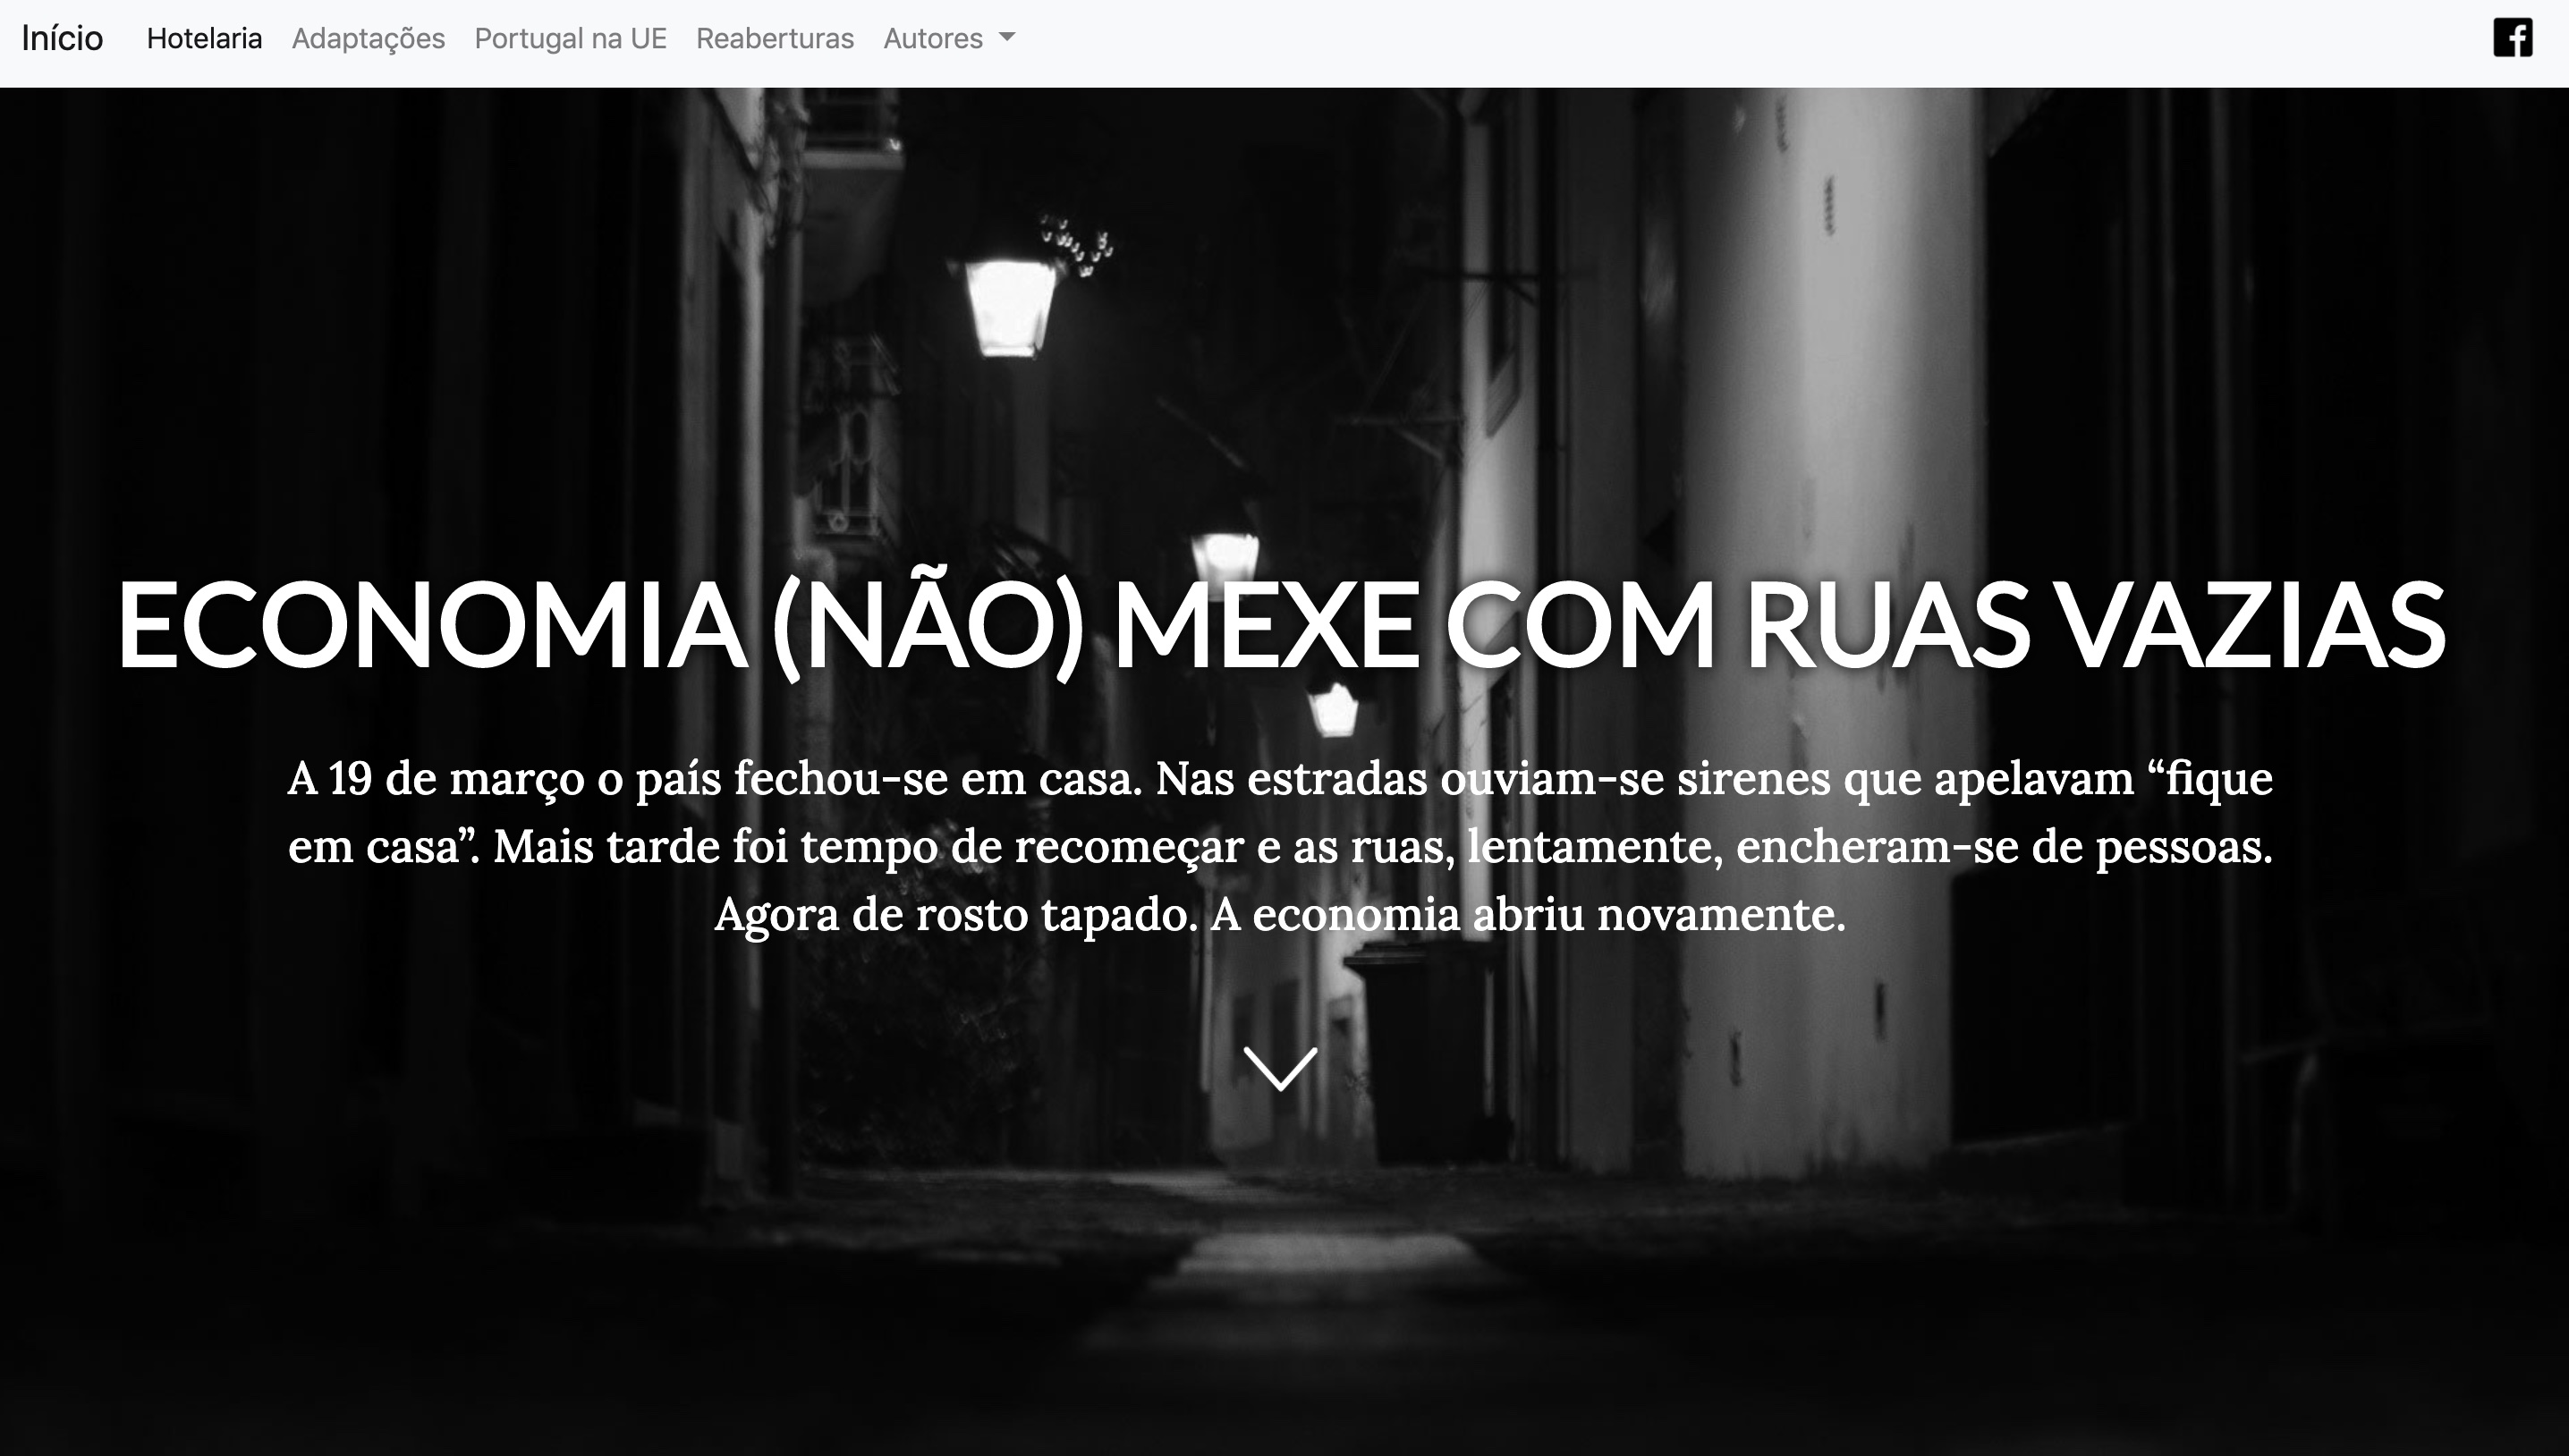 Início Hotelaria Adaptações Portugal na UE Reaberturas Autores
ECONOMIA (NÃO) MEXE COM RUAS VAZIAS
A 19 de março o país fechou-se em casa. Nas estradas ouviam-se sirenes que apelavam “fique
em casa”. Mais tarde foi tempo de recomeçar e as ruas, lentamente, encheram-se de pessoas.
Agora de rosto tapado. A economia abriu novamente.